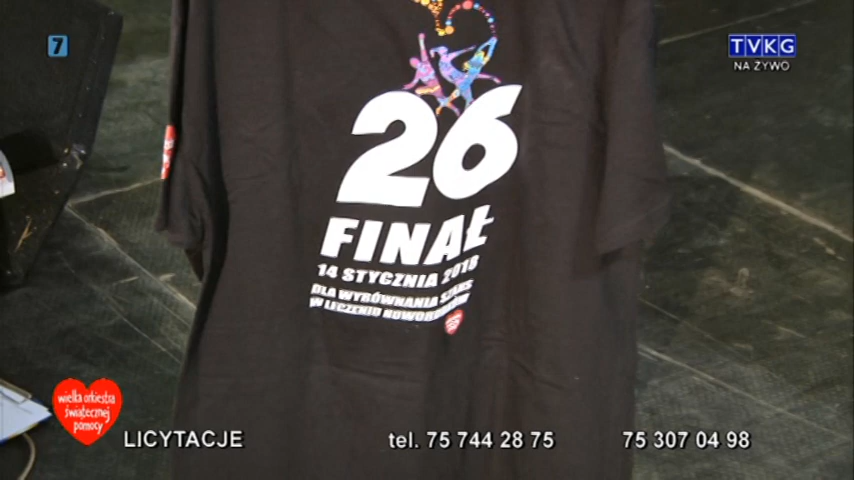 7
TVKG
NA ŻYWO
26
FINAŁ
14 STYCZNIA 2018
DLA WYRÓWNANIA SZANS
W LECZENIU NOWORODKÓW
wielka orkiestra
świątecznej
pomocy
LICYTACJE tel. 75 744 28 75 75 307 04 98